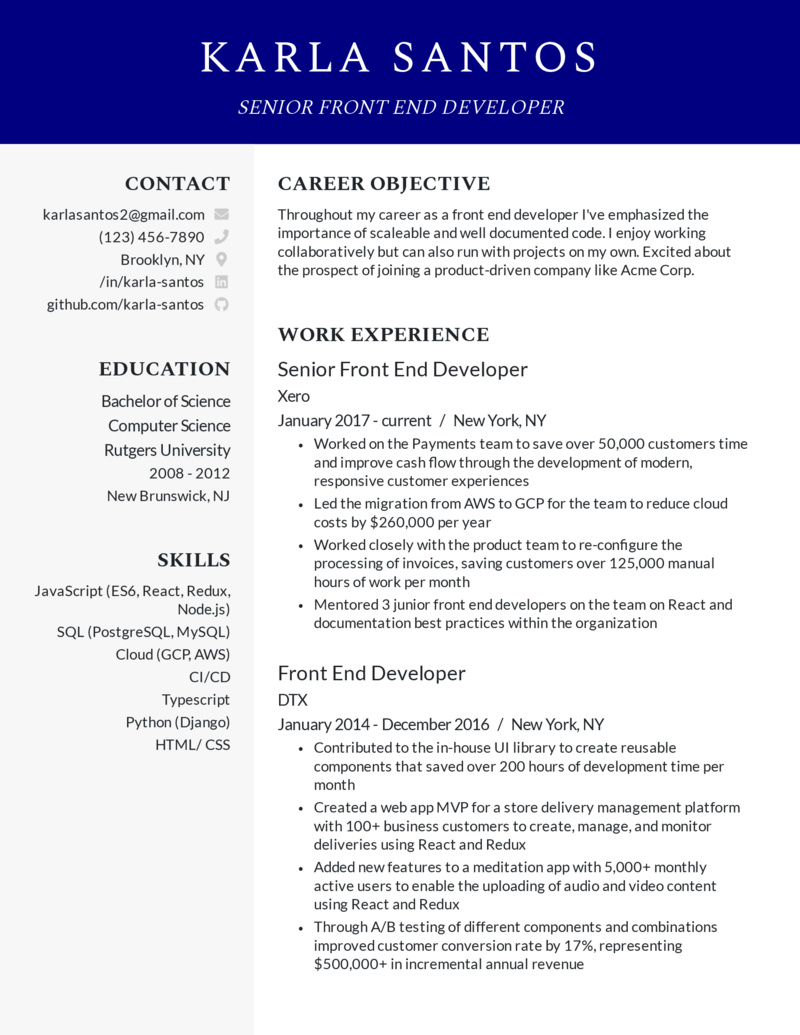 KARLA SANTOS
SENIOR FRONT END DEVELOPER
CONTACT
karlasantos2@gmail.com
(123) 456-7890
Brooklyn, NY
/in/karla-santos
github.com/karla-santos
EDUCATION
Bachelor of Science
Computer Science
Rutgers University
2008 - 2012
New Brunswick, NJ
SKILLS
JavaScript (ES6, React, Redux,
Node.js)
SQL (PostgreSQL, MySQL)
Cloud (GCP, AWS)
CI/CD
Typescript
Python (Django)
HTML/ CSS
CAREER OBJECTIVE
Throughout my career as a front end developer I've emphasized the
importance of scaleable and well documented code. I enjoy working
collaboratively but can also run with projects on my own. Excited about
the prospect of joining a product-driven company like Acme Corp.
WORK EXPERIENCE
Senior Front End Developer
Xero
January 2017 - current / New York, NY
• Worked on the Payments team to save over 50,000 customers time
and improve cash flow through the development of modern,
responsive customer experiences
• Led the migration from AWS to GCP for the team to reduce cloud
costs by $260,000 per year
• Worked closely with the product team to re-configure the
processing of invoices, saving customers over 125,000 manual
hours of work per month
• Mentored 3 junior front end developers on the team on React and
documentation best practices within the organization
Front End Developer
DTX
January 2014 - December 2016 / New York, NY
• Contributed to the in-house UI library to create reusable
components that saved over 200 hours of development time per
month
• Created a web app MVP for a store delivery management platform
with 100+ business customers to create, manage, and monitor
deliveries using React and Redux
• Added new features to a meditation app with 5,000+ monthly
active users to enable the uploading of audio and video content
using React and Redux
• Through A/B testing of different components and combinations
improved customer conversion rate by 17%, representing
$500,000+ in incremental annual revenue